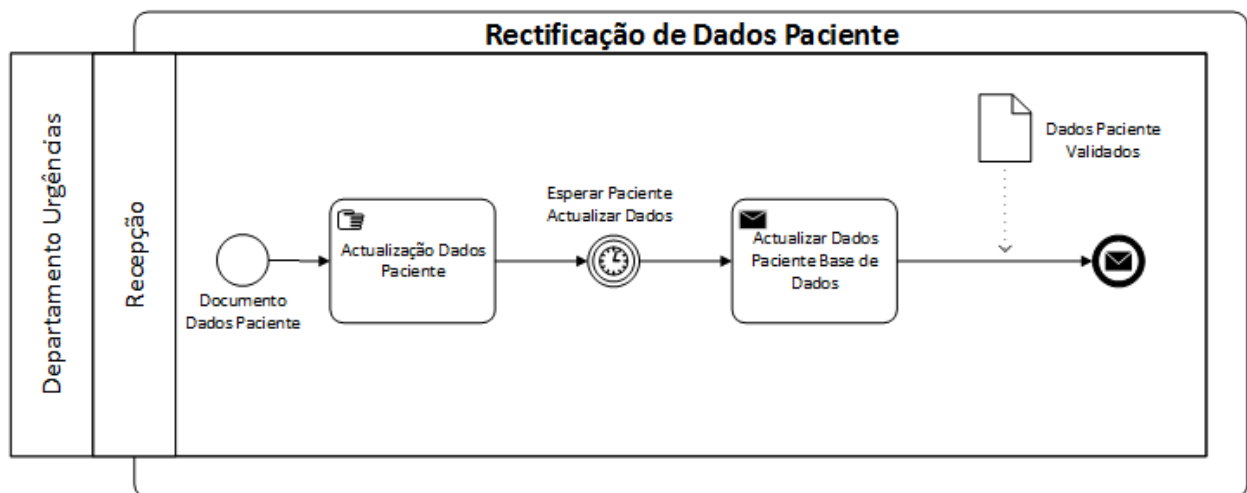 Rectificação de Dados Paciente
Departamento Urgências
Recepção
Documento
Dados Paciente
Actualização Dados
Paciente
Esperar Paciente
Actualizar Dados
Actualizar Dados
Paciente Base de
Dados
Dados Paciente
Validados